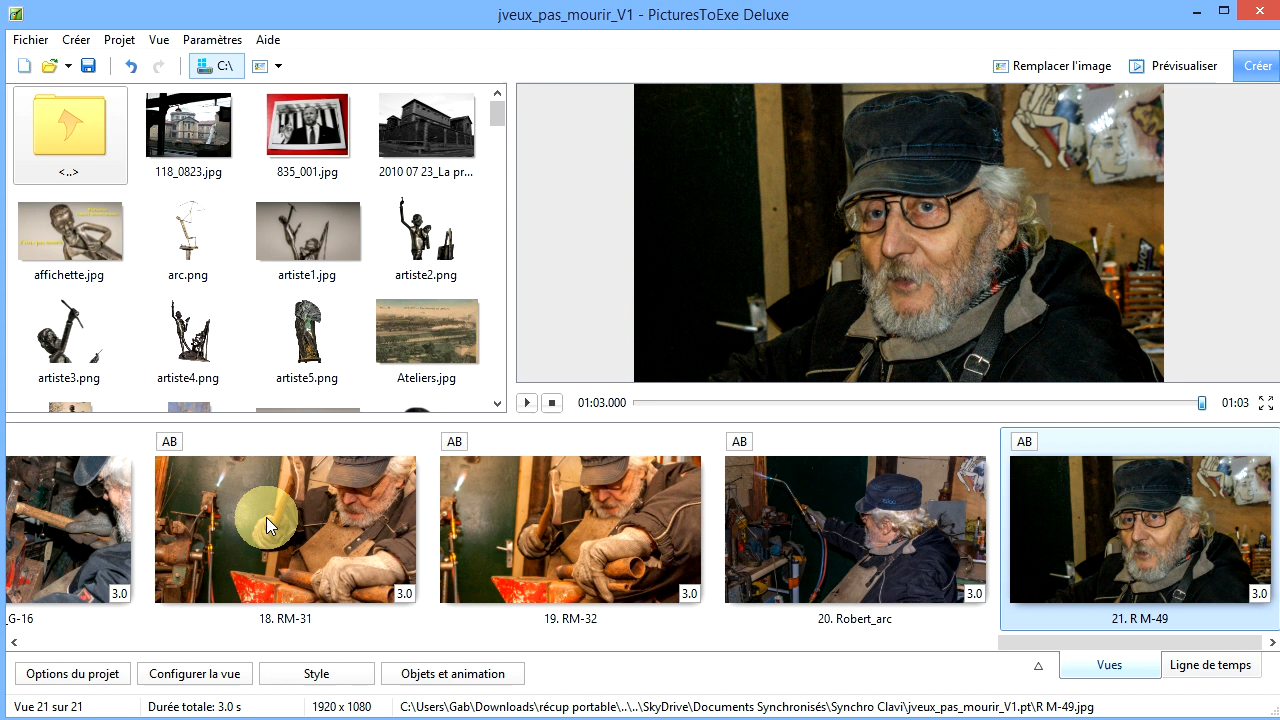 jveux_pas_mourir_V1 - PicturesToExe Deluxe
Fichier Créer Projet Vue Paramètres Aide
C:\ Remplacer l'image Prévisualiser Créer
<..> 118_0823.jpg 835_001.jpg 2010 07 23_La pr...
affichette.jpg arc.png artiste1.jpg artiste2.png
artiste3.png artiste4.png artiste5.png Ateliers.jpg
01:03.000 01:03
AB AB AB AB
3.0 3.0 3.0 3.0 3.0
_G-16 18. RM-31 19. RM-32 20. Robert_arc 21. R M-49
Options du projet Configurer la vue Style Objets et animation Vues Ligne de temps
Vue 21 sur 21 Durée totale: 3.0 s 1920 x 1080 C:\Users\Gab\Downloads\récup portable\..\..\SkyDrive\Documents Synchronisés\Synchro Clavi\jveux_pas_mourir_V1.pt\R M-49.jpg